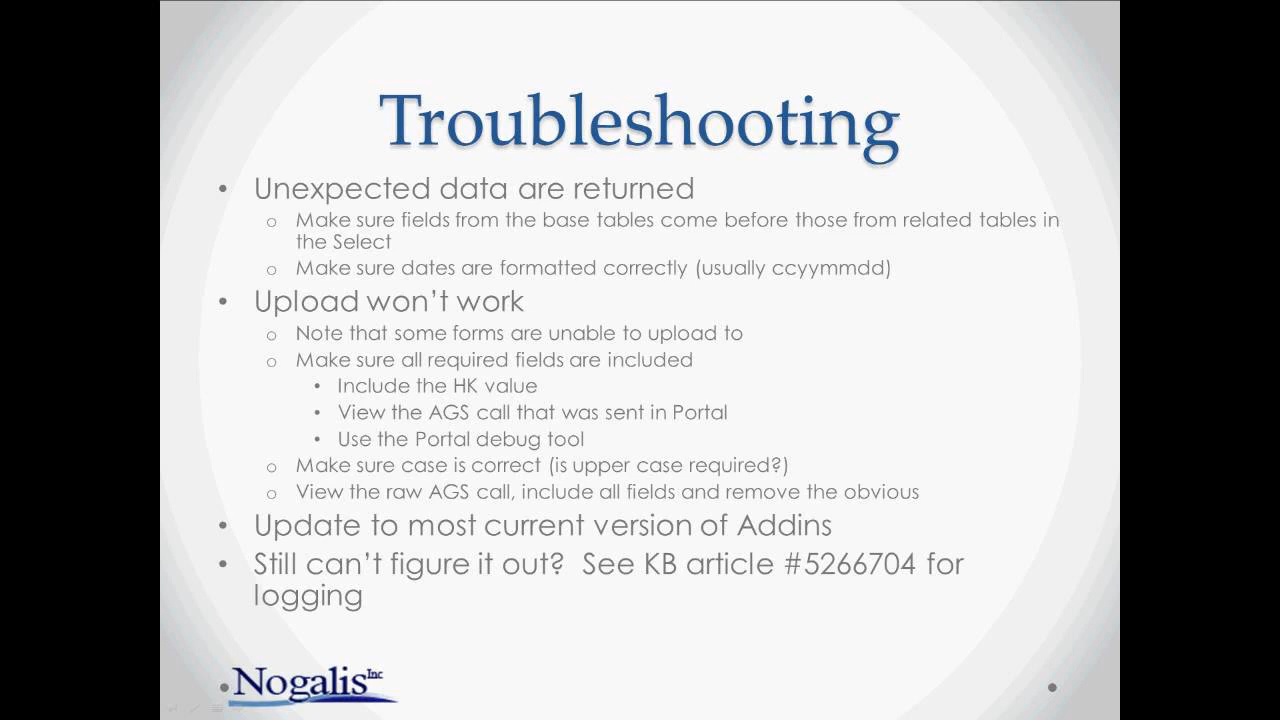 Troubleshooting
• Unexpected data are returned
o Make sure fields from the base tables come before those from related tables in
the Select
o Make sure dates are formatted correctly (usually ccyymmdd)
• Upload won't work
o Note that some forms are unable to upload to
o Make sure all required fields are included
• Include the HK value
• View the AGS call that was sent in Portal
• Use the Portal debug tool
o Make sure case is correct (is upper case required?)
o View the raw AGS call, include all fields and remove the obvious
• Update to most current version of Addins
• Still can't figure it out?  See KB article #5266704 for
logging
Nogalis Inc